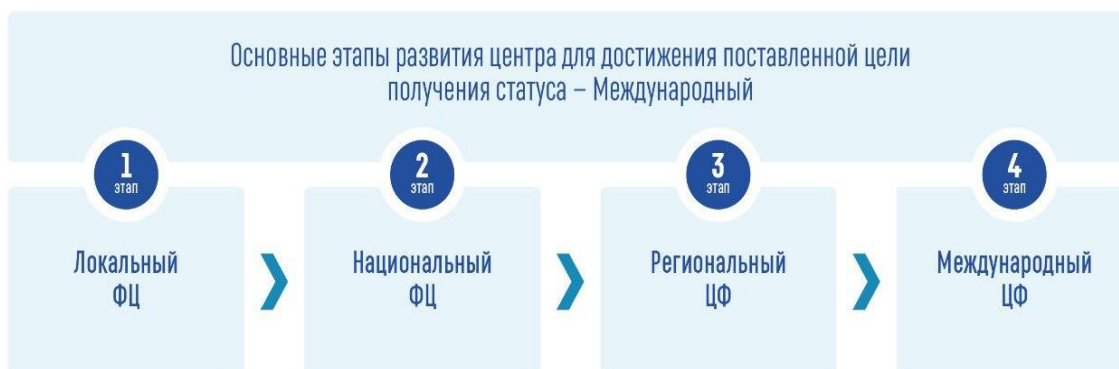 Основные этапы развития центра для достижения поставленной цели
получения статуса – Международный
1
этап
2
этап
3
этап
4
этап
Локальный
ФЦ
Национальный
ФЦ
Региональный
ЦФ
Международный
ЦФ